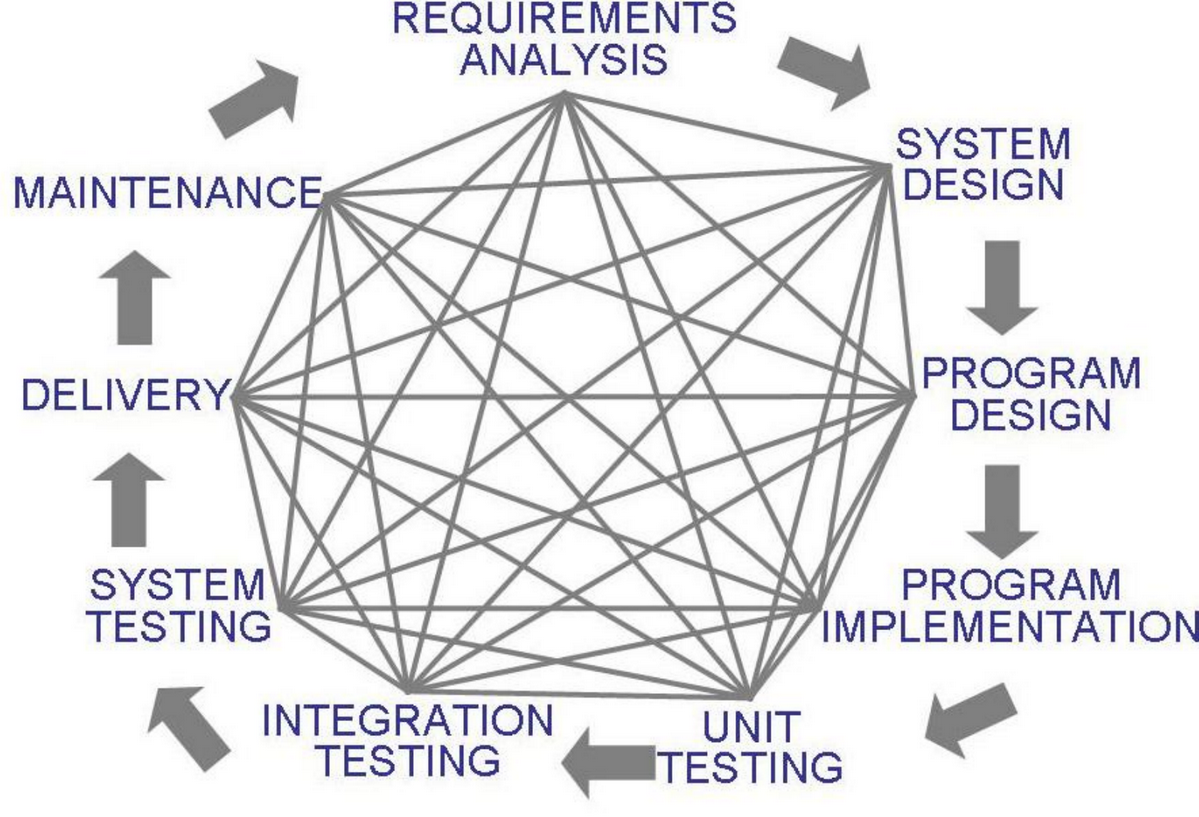 REQUIREMENTS
ANALYSIS
SYSTEM
DESIGN
PROGRAM
DESIGN
PROGRAM
IMPLEMENTATION
UNIT
TESTING
INTEGRATION
TESTING
SYSTEM
TESTING
DELIVERY
MAINTENANCE